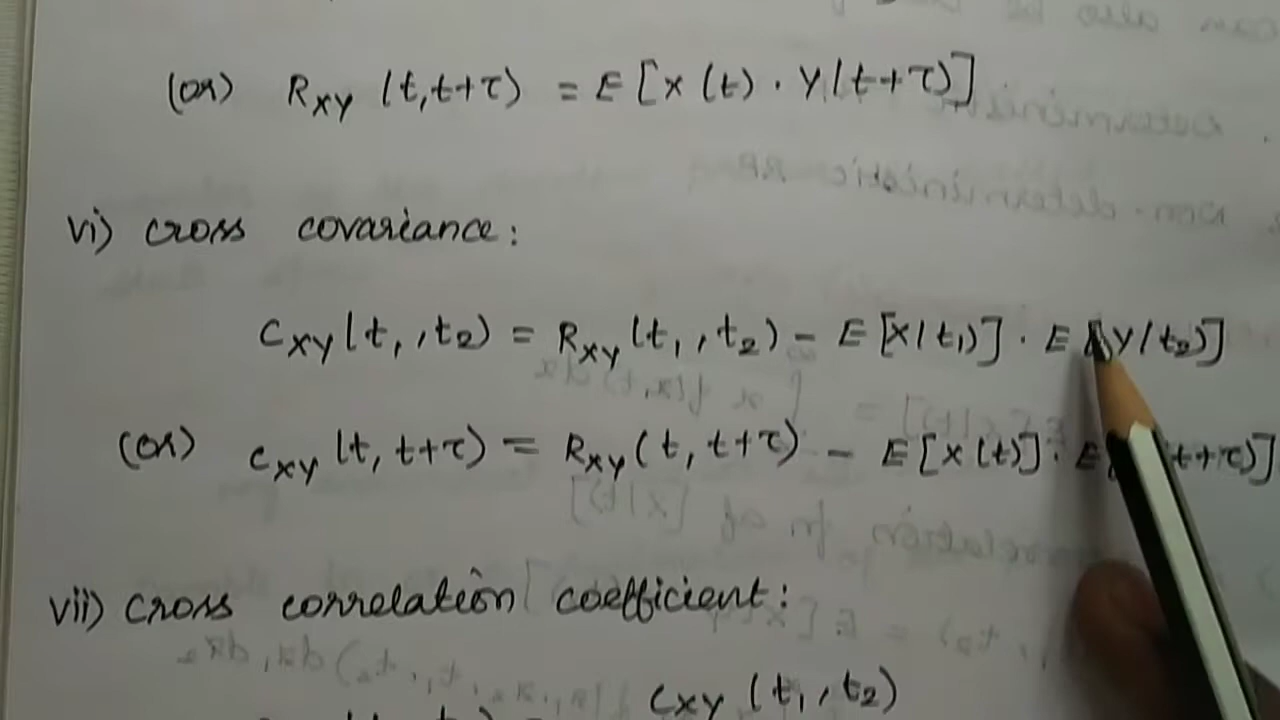 (or) RXY (t, t+τ) = E [X (t) . Y (t+τ)]
vi) cross covariance:
CXY (t1, t2) = RXY (t1, t2) - E [X(t1)] . E [Y(t2)]
(or) CXY (t, t+τ) = RXY (t, t+τ) - E [X (t)] . E (t+τ)]
vii) cross correlation coefficient:
CXY (t1, t2)